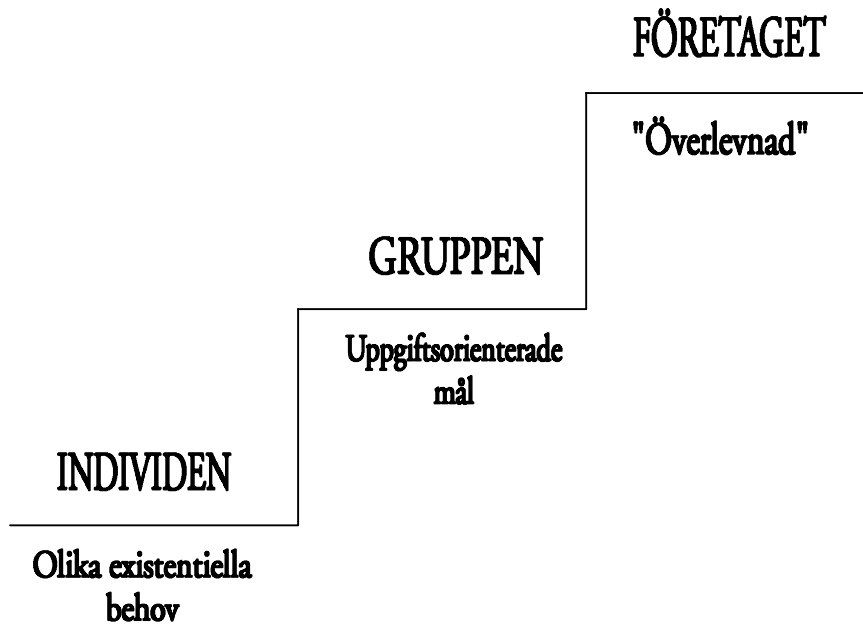 FÖRETAGET
"Överlevnad"
GRUPPEN
Uppgiftsorienterade
mål
INDIVIDEN
Olika existentiella
behov